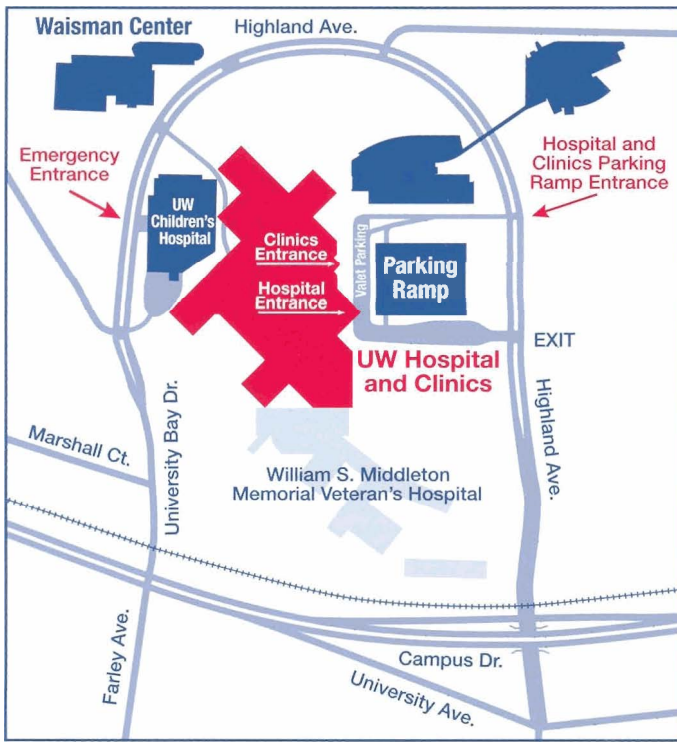 Waisman Center
Highland Ave.
Emergency
Entrance
Hospital and
Clinics Parking
Ramp Entrance
UW
Children's
Hospital
Clinics
Entrance
Hospital
Entrance
Valet Parking
Parking
Ramp
EXIT
UW Hospital
and Clinics
University Bay Dr.
Highland Ave.
Marshall Ct.
William S. Middleton
Memorial Veteran's Hospital
Farley Ave.
Campus Dr.
University Ave.